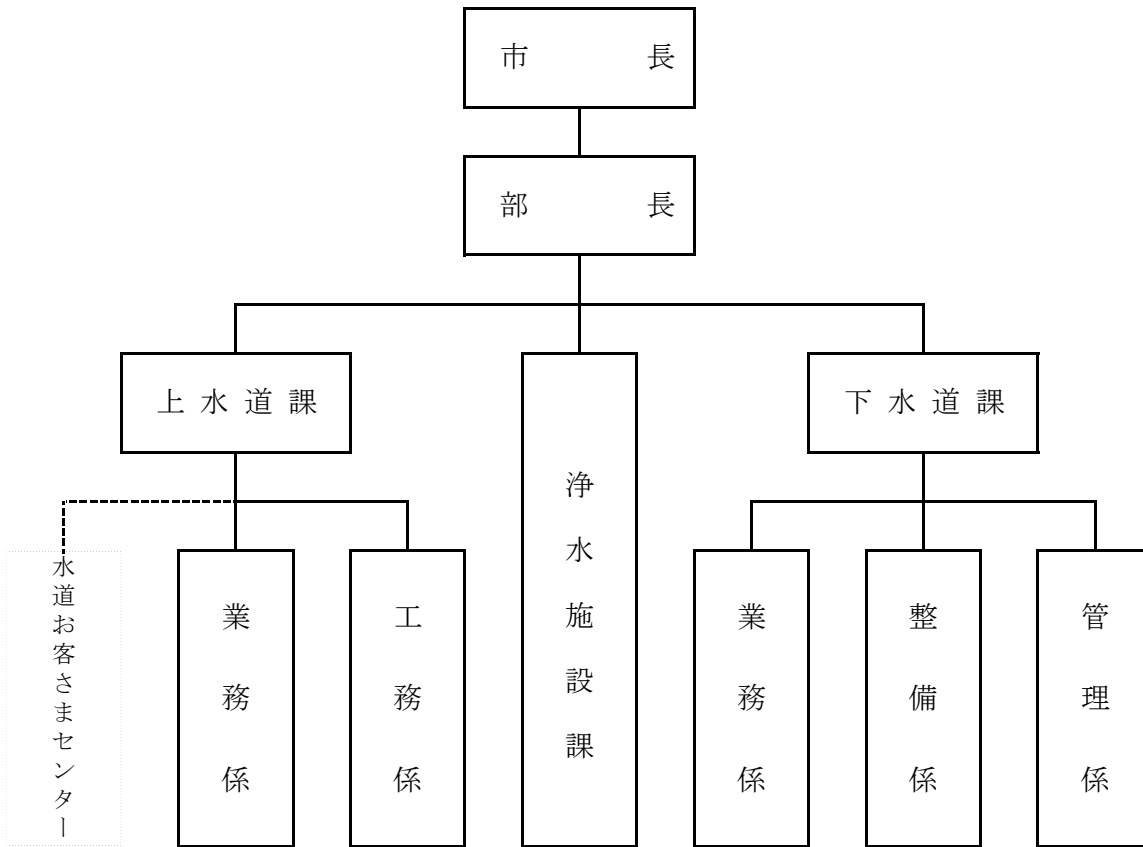 市長
部長
上水道課
下水道課
浄水施設課
水道お客さまセンター
業務係
工務係
業務係
整備係
管理係